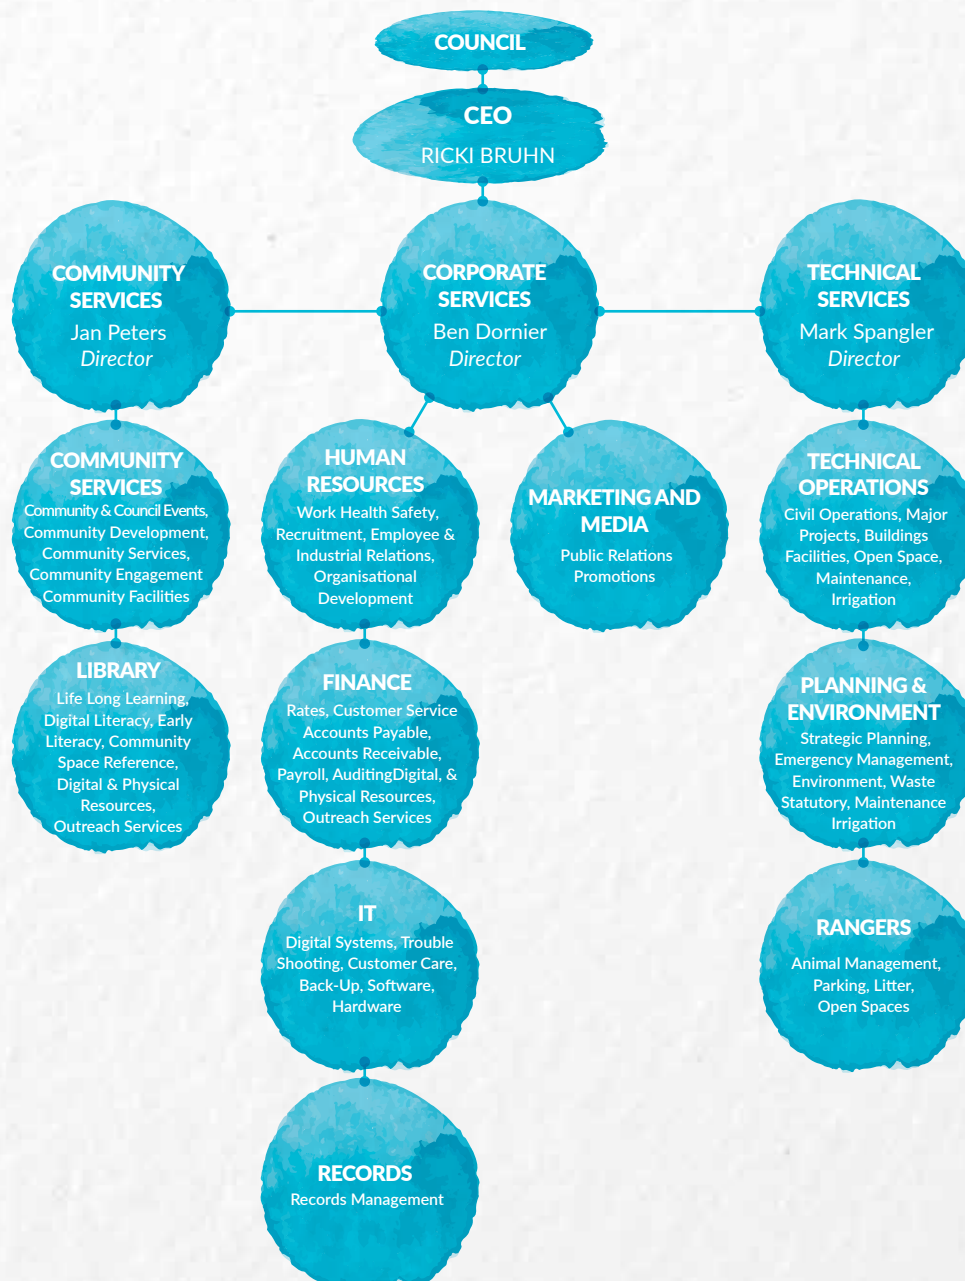 COUNCIL
CEO
RICKI BRUHN
COMMUNITY
SERVICES
Jan Peters
Director
CORPORATE
SERVICES
Ben Dornier
Director
TECHNICAL
SERVICES
Mark Spangler
Director
COMMUNITY
SERVICES
Community & Council Events,
Community Development,
Community Services,
Community Engagement
Community Facilities
HUMAN
RESOURCES
Work Health Safety,
Recruitment, Employee &
Industrial Relations,
Organisational
Development
MARKETING AND
MEDIA
Public Relations
Promotions
TECHNICAL
OPERATIONS
Civil Operations, Major
Projects, Buildings
Facilities, Open Space,
Maintenance,
Irrigation
LIBRARY
Life Long Learning,
Digital Literacy, Early
Literacy, Community
Space Reference,
Digital & Physical
Resources,
Outreach Services
FINANCE
Rates, Customer Service
Accounts Payable,
Accounts Receivable,
Payroll, AuditingDigital, &
Physical Resources,
Outreach Services
PLANNING &
ENVIRONMENT
Strategic Planning,
Emergency Management,
Environment, Waste
Statutory, Maintenance
Irrigation
IT
Digital Systems, Trouble
Shooting, Customer Care,
Back-Up, Software,
Hardware
RANGERS
Animal Management,
Parking, Litter,
Open Spaces
RECORDS
Records Management